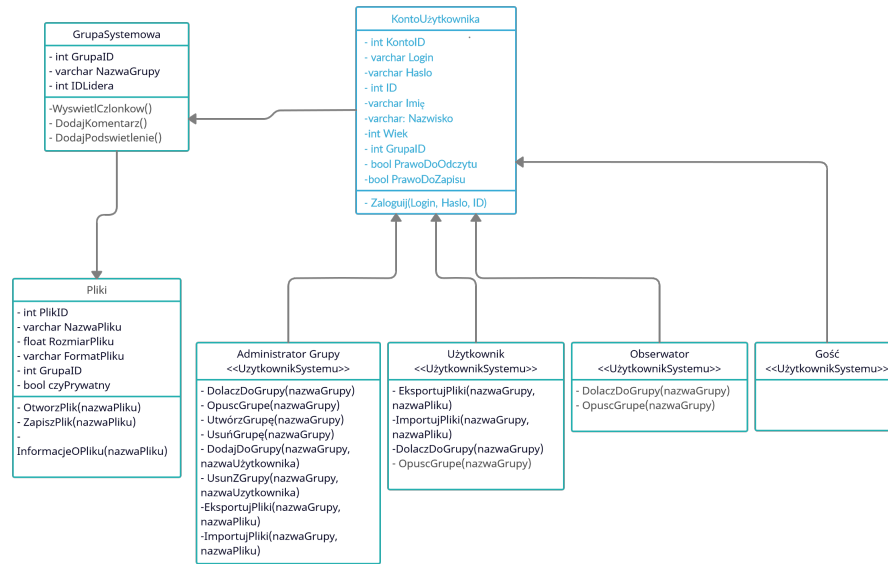 GrupaSystemowa
- int GrupaID
- varchar NazwaGrupy
- int IDLidera
-WyswietlCzlonkow()
- DodajKomentarz()
- DodajPodswietlenie()
KontoUżytkownika
- int KontoID
- varchar Login
-varchar Haslo
- int ID
-varchar Imię
-varchar: Nazwisko
-int Wiek
- int GrupaID
- bool PrawoDoOdczytu
-bool PrawoDoZapisu
- Zaloguij(Login, Haslo, ID)
Pliki
- int PlikID
- varchar NazwaPliku
- float RozmiarPliku
- varchar FormatPliku
- int GrupaID
- bool czyPrywatny
- OtworzPlik(nazwaPliku)
- ZapiszPlik(nazwaPliku)
-
InformacjeOPliku(nazwaPliku)
Administrator Grupy
<<UzytkownikSystemu>>
- DolaczDoGrupy(nazwaGrupy)
- OpuscGrupe(nazwaGrupy)
- UtwórzGrupę(nazwaGrupy)
- UsuńGrupę(nazwaGrupy)
- DodajDoGrupy(nazwaGrupy,
nazwaUżytkownika)
- UsunZGrupy(nazwaGrupy,
nazwaUzytkownika)
-EksportujPliki(nazwaGrupy,
nazwaPliku)
-ImportujPliki(nazwaGrupy,
nazwaPliku)
Użytkownik
<<UżytkownikSystemu>>
- EksportujPliki(nazwaGrupy,
nazwaPliku)
-ImportujPliki(nazwaGrupy,
nazwaPliku)
-DolaczDoGrupy(nazwaGrupy)
- OpuscGrupe(nazwaGrupy)
Obserwator
<<UżytkownikSystemu>>
- DolaczDoGrupy(nazwaGrupy)
- OpuscGrupe(nazwaGrupy)
Gość
<<UżytkownikSystemu>>